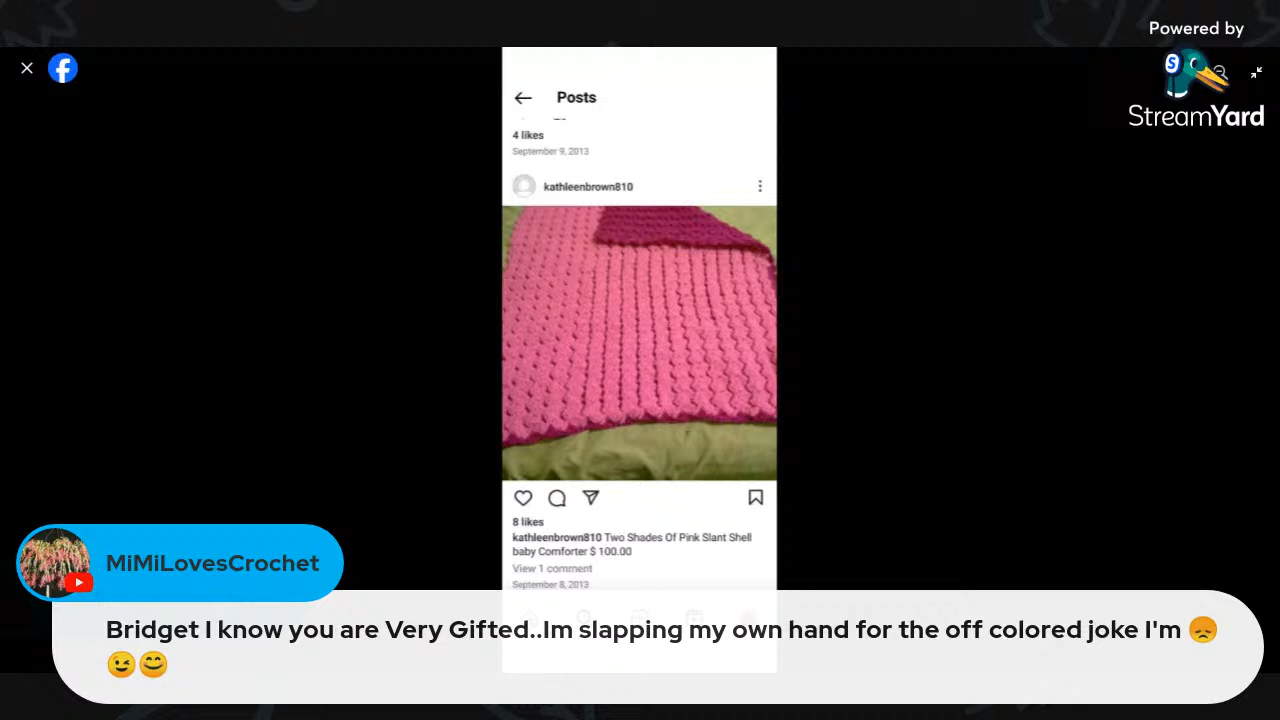 Powered by
StreamYard
Posts
4 likes
September 9, 2013
kathleenbrown810
8 likes
kathleenbrown810 Two Shades Of Pink Slant Shell
baby Comforter $ 100.00
View 1 comment
September 8, 2013
MiMiLovesCrochet
Bridget I know you are Very Gifted..Im slapping my own hand for the off colored joke I'm 😞
😉😊